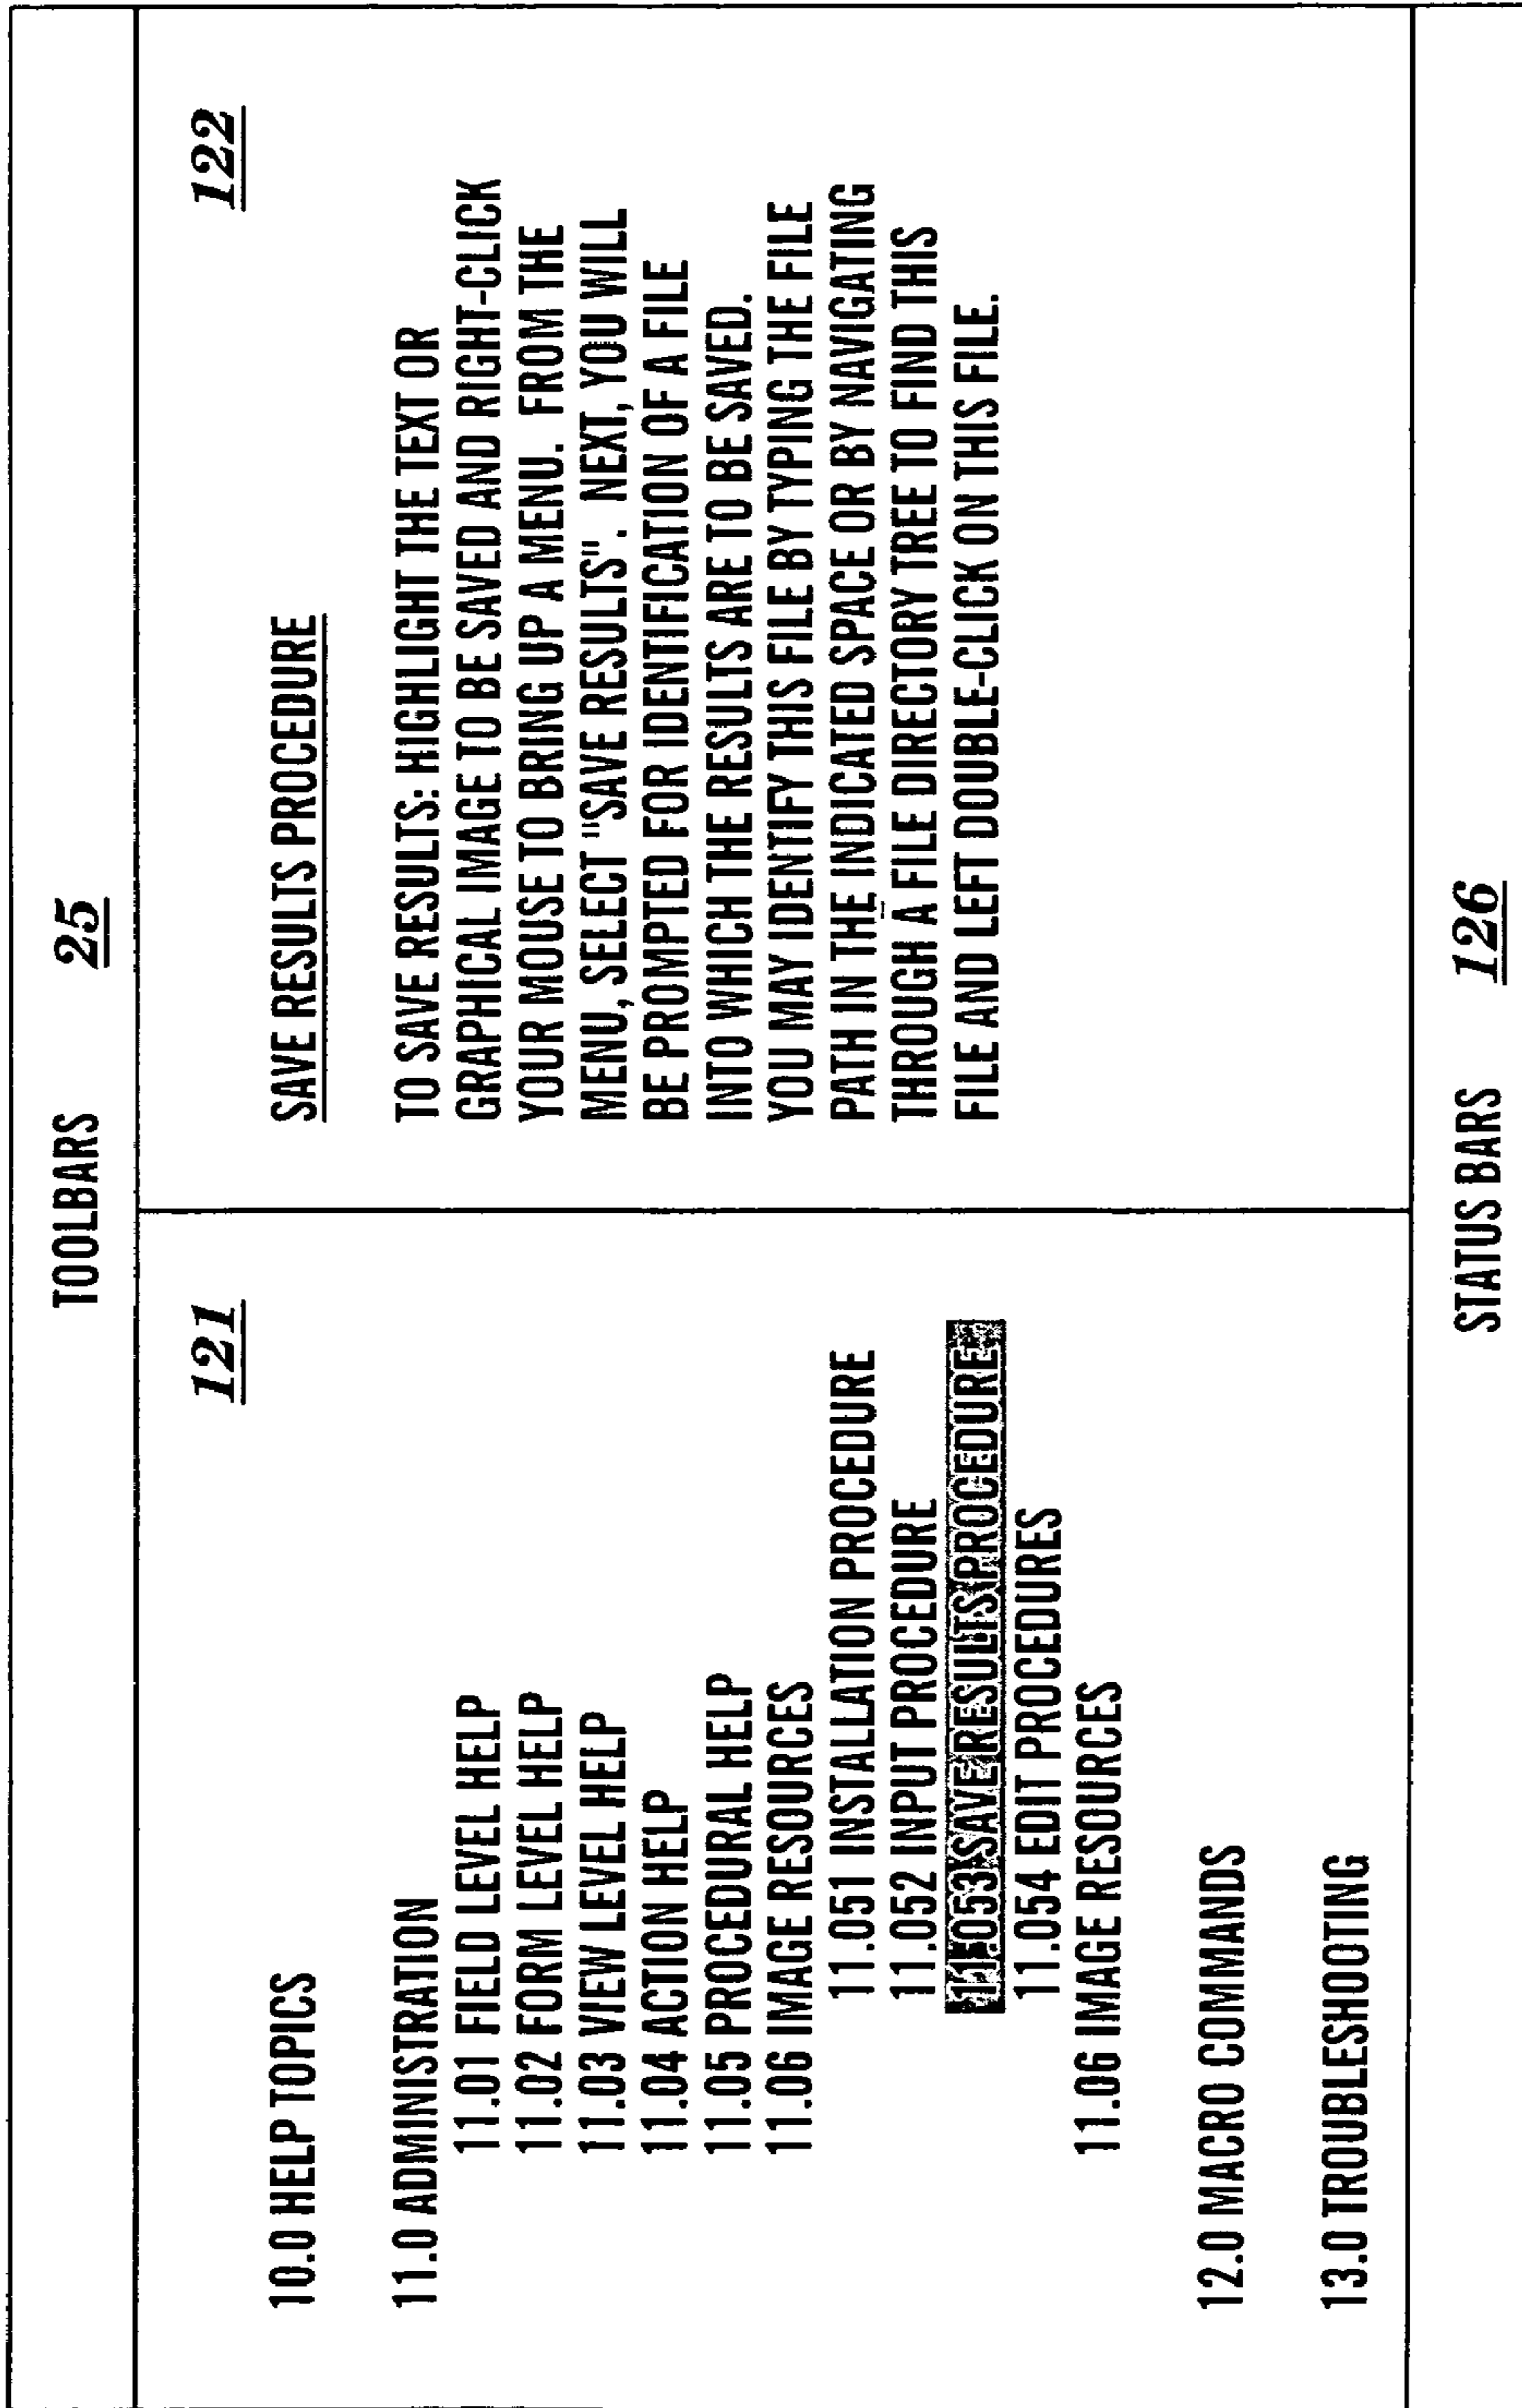 TOOLBARS 25
121
10.0 HELP TOPICS
11.0 ADMINISTRATION
11.01 FIELD LEVEL HELP
11.02 FORM LEVEL HELP
11.03 VIEW LEVEL HELP
11.04 ACTION HELP
11.05 PROCEDURAL HELP
11.06 IMAGE RESOURCES
11.051 INSTALLATION PROCEDURE
11.052 INPUT PROCEDURE
11.053 SAVE RESULTS PROCEDURE
11.054 EDIT PROCEDURES
11.06 IMAGE RESOURCES
12.0 MACRO COMMANDS
13.0 TROUBLESHOOTING
122
SAVE RESULTS PROCEDURE
TO SAVE RESULTS: HIGHLIGHT THE TEXT OR
GRAPHICAL IMAGE TO BE SAVED AND RIGHT-CLICK
YOUR MOUSE TO BRING UP A MENU. FROM THE
MENU, SELECT "SAVE RESULTS". NEXT, YOU WILL
BE PROMPTED FOR IDENTIFICATION OF A FILE
INTO WHICH THE RESULTS ARE TO BE SAVED.
YOU MAY IDENTIFY THIS FILE BY TYPING THE FILE
PATH IN THE INDICATED SPACE OR BY NAVIGATING
THROUGH A FILE DIRECTORY TREE TO FIND THIS
FILE AND LEFT DOUBLE-CLICK ON THIS FILE.
STATUS BARS 126